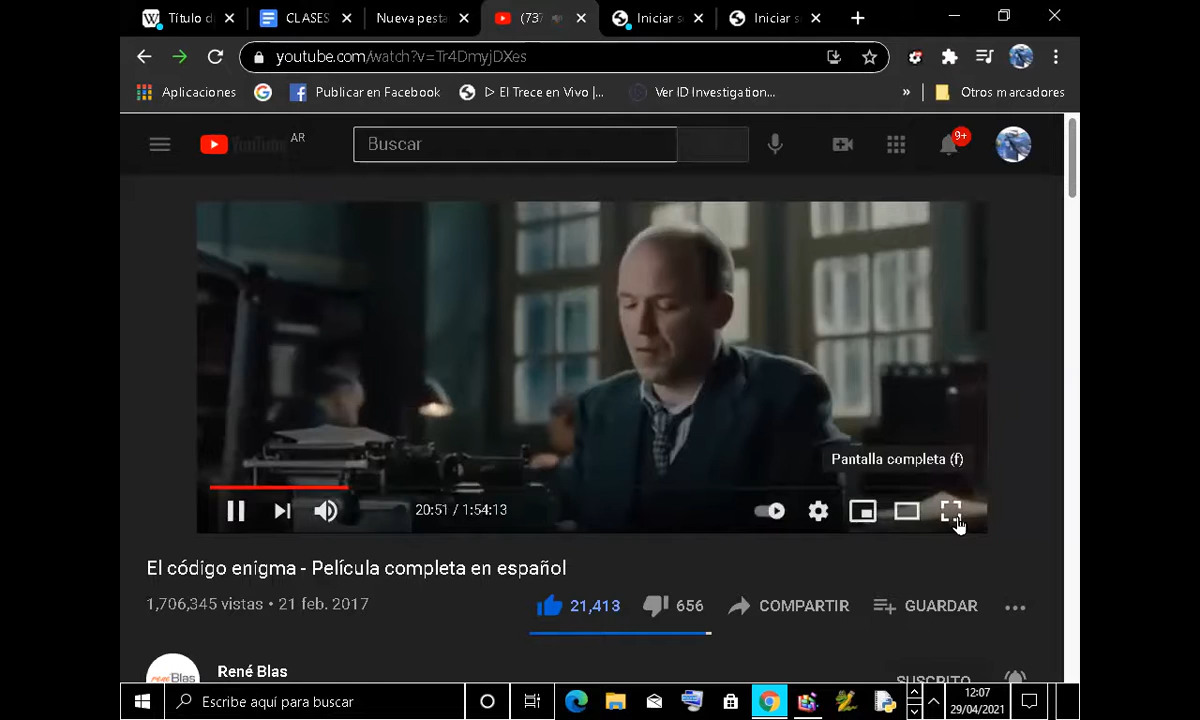 Título d
CLASES
Nueva pesta
(737
Iniciar s
Iniciar s
youtube.com/watch?v=Tr4DmyjDXes
Aplicaciones
Publicar en Facebook
▷ El Trece en Vivo |...
Ver ID Investigation...
»
Otros marcadores
YouTube AR
Buscar
9+
Pantalla completa (f)
20:51 / 1:54:13
El código enigma - Película completa en español
1,706,345 vistas • 21 feb. 2017
21,413
656
COMPARTIR
GUARDAR
René Blas
SUSCRITO
Escribe aquí para buscar
12:07
29/04/2021